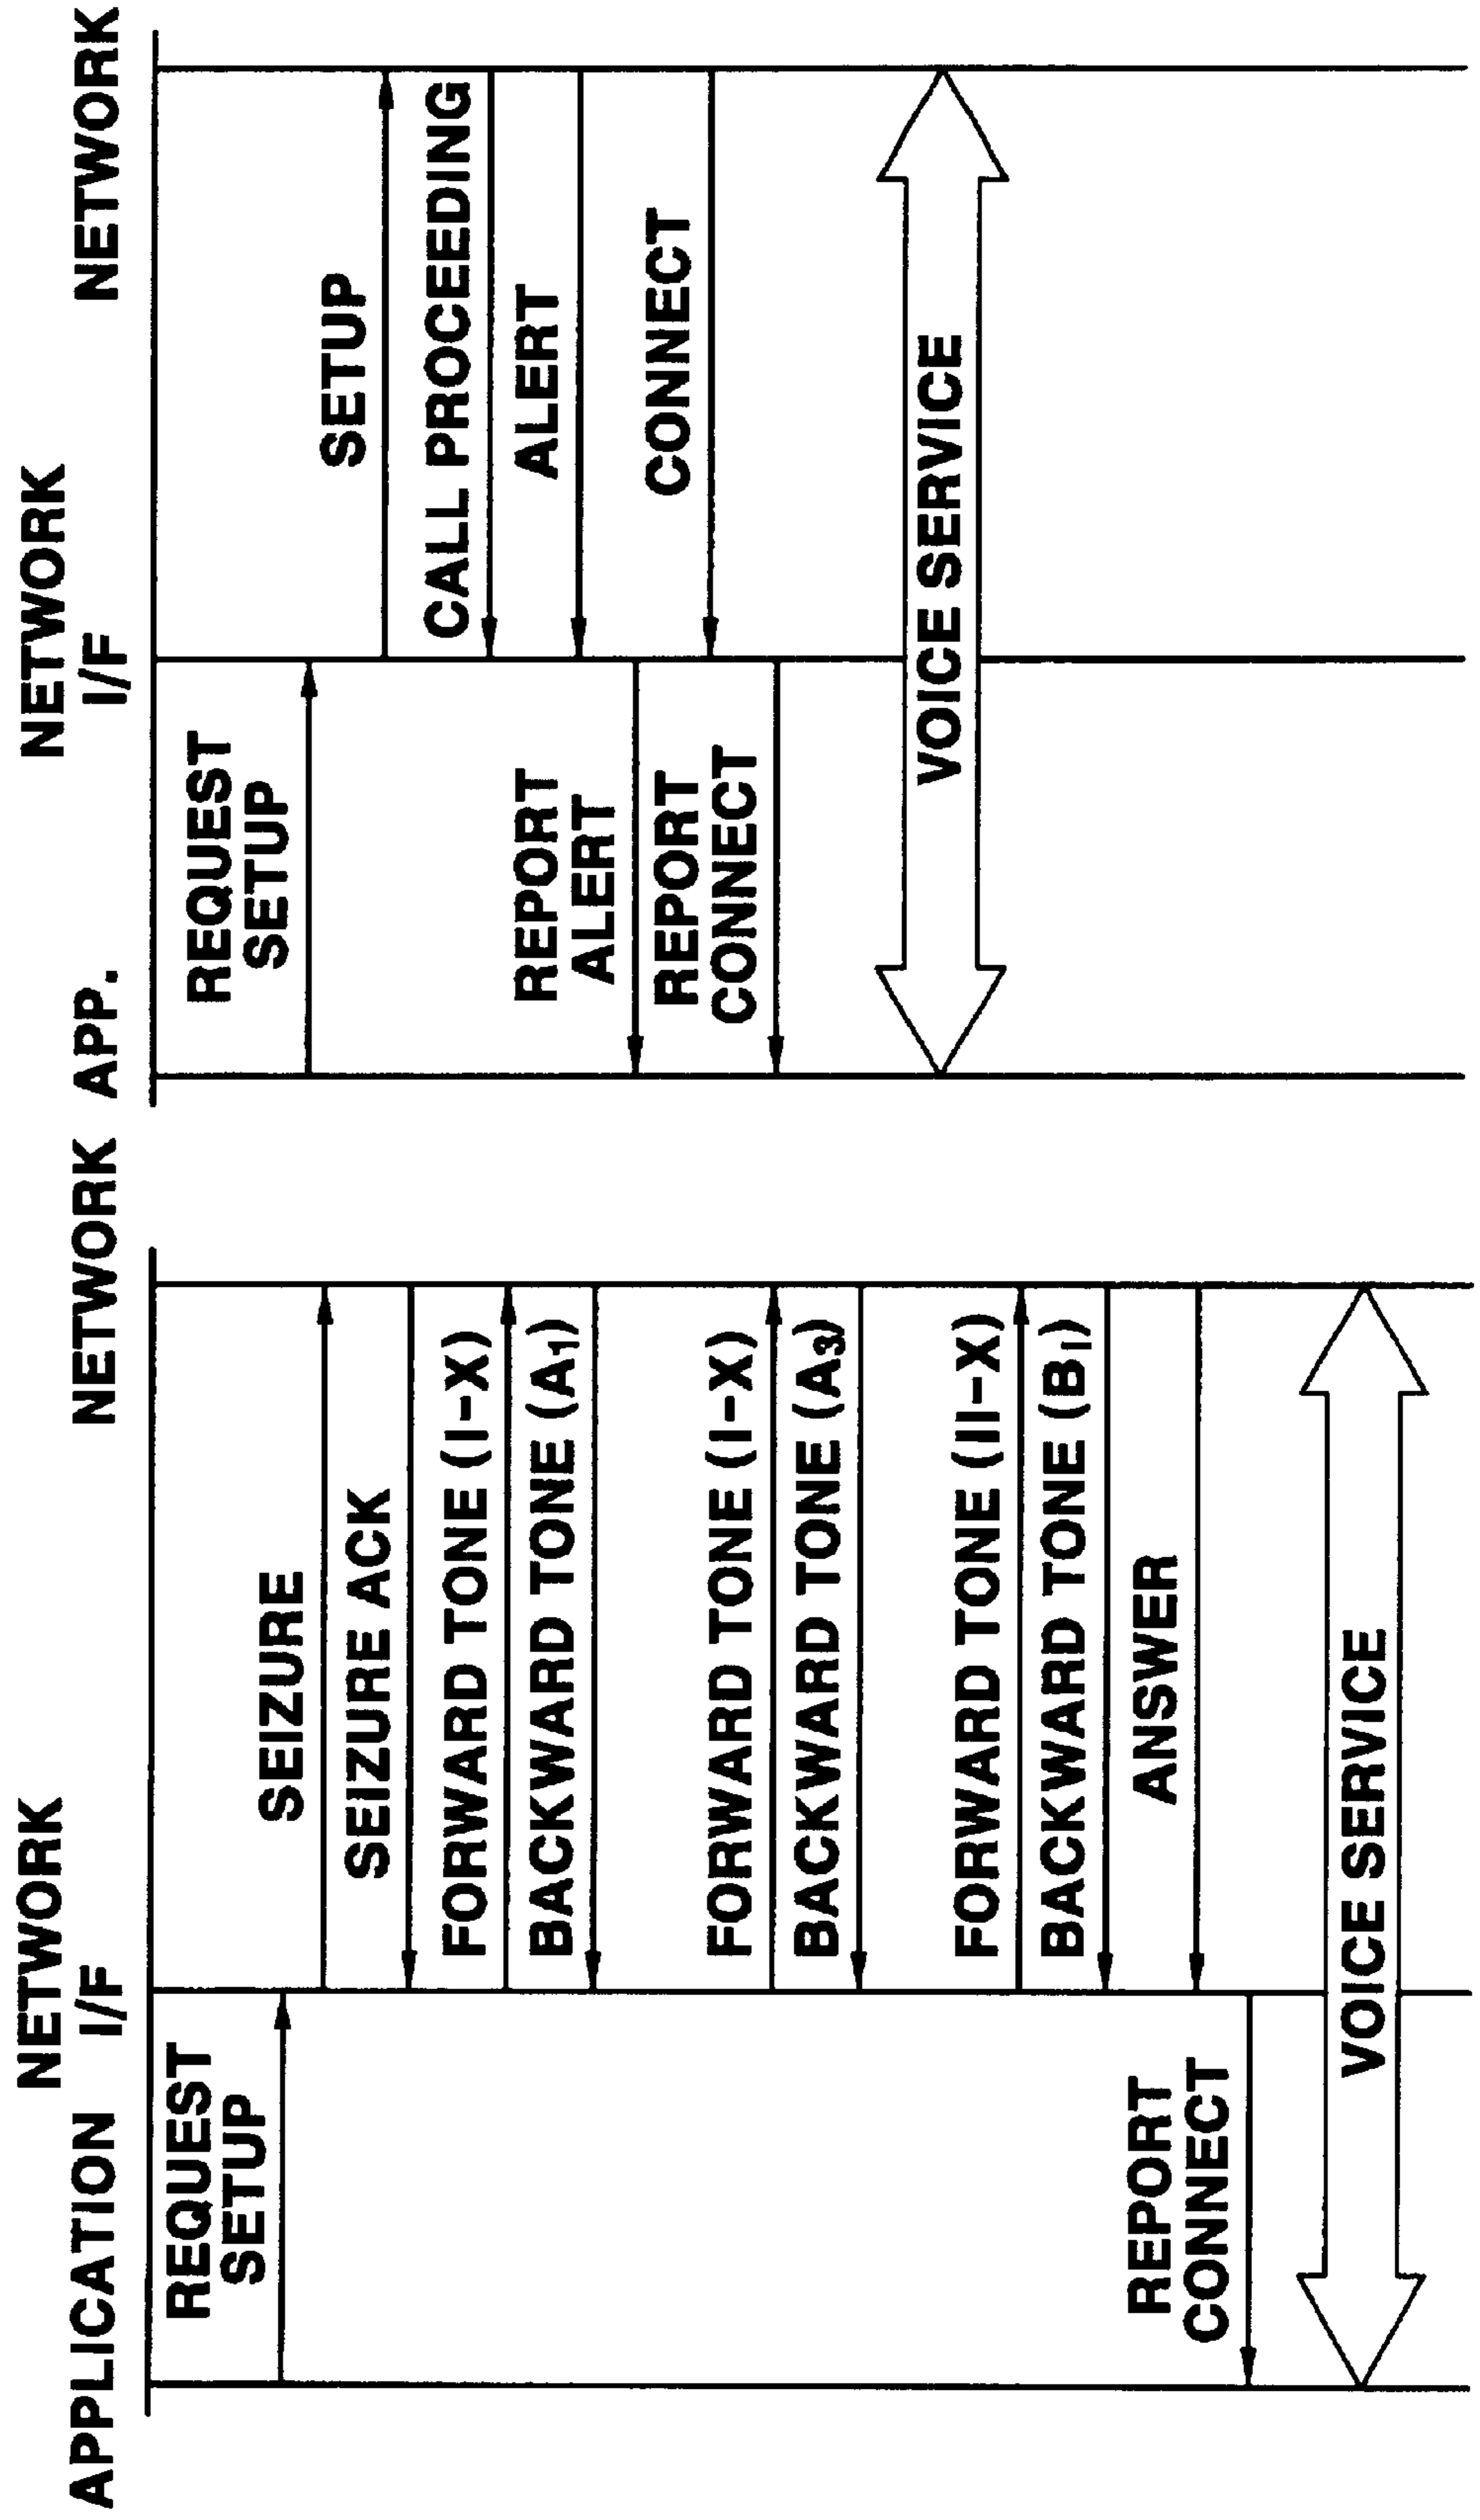 APPLICATION
NETWORK
I/F
NETWORK
REQUEST
SETUP
SEIZURE
SEIZURE ACK
FORWARD TONE (I-X)
BACKWARD TONE (A1)
FORWARD TONE (I-X)
BACKWARD TONE (A3)
FORWARD TONE (II-X)
BACKWARD TONE (B1)
ANSWER
REPORT
CONNECT
VOICE SERVICE
APP.
NETWORK
I/F
NETWORK
REQUEST
SETUP
SETUP
CALL PROCEEDING
ALERT
REPORT
ALERT
CONNECT
REPORT
CONNECT
VOICE SERVICE